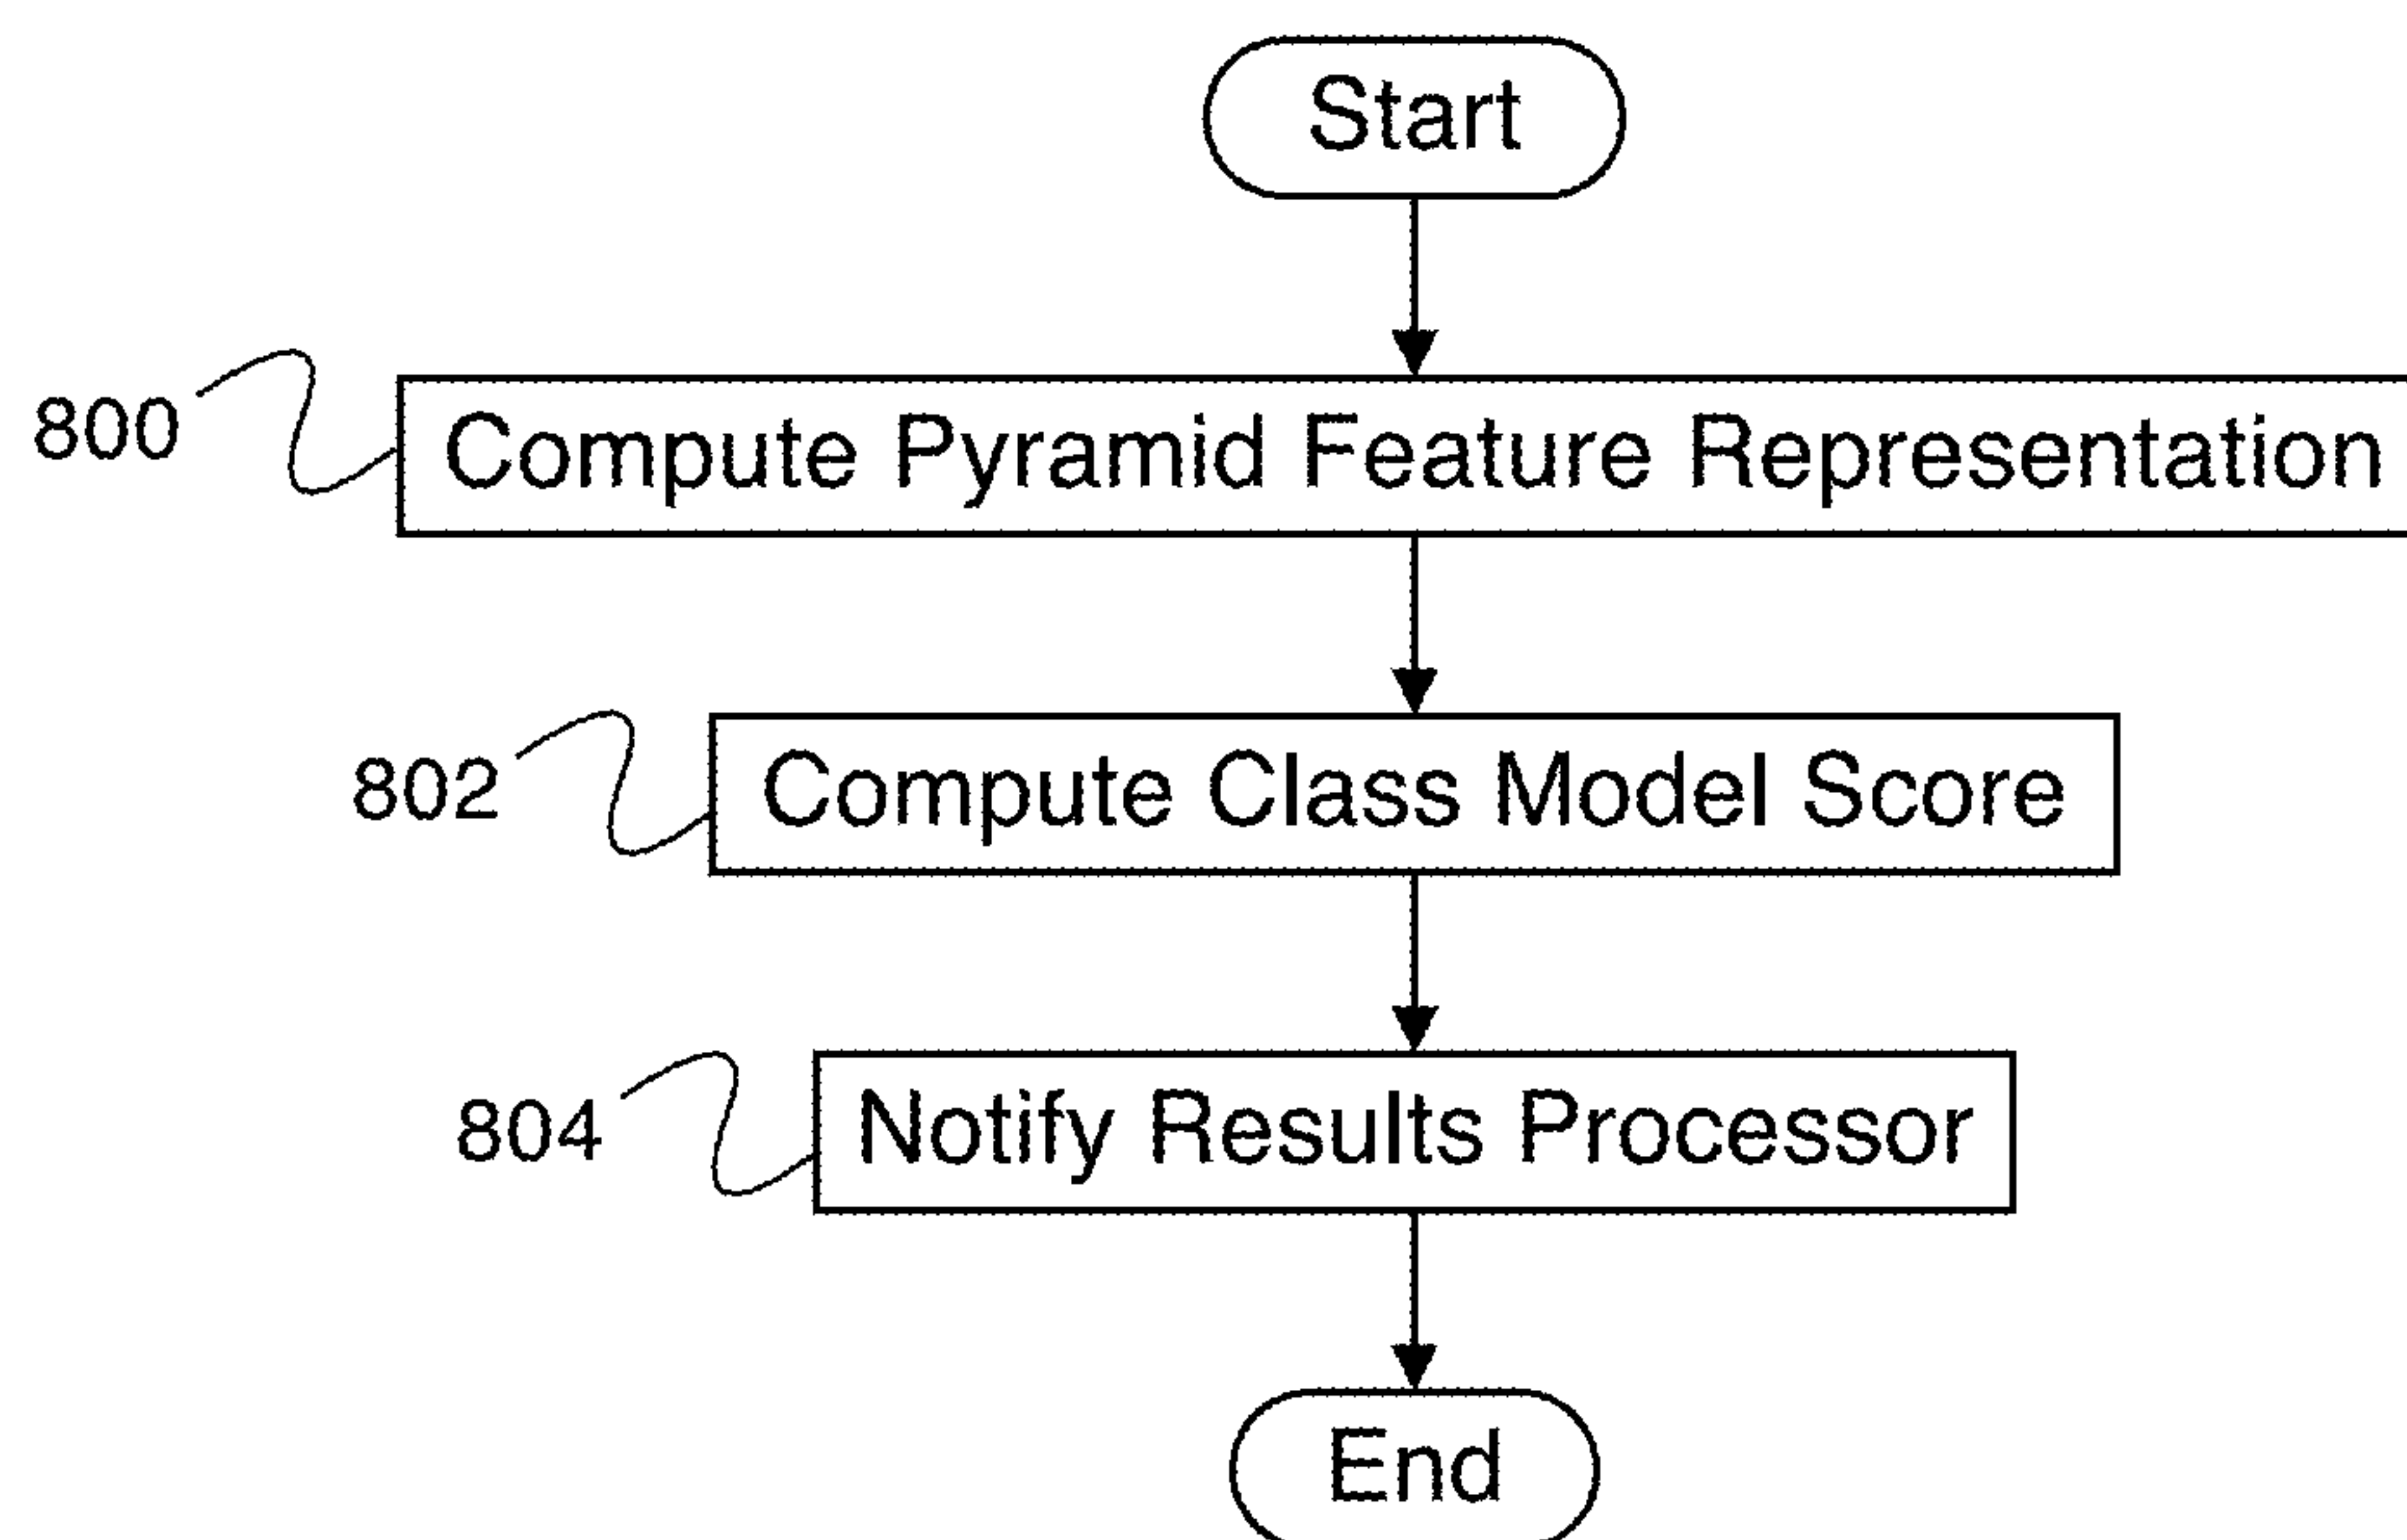 Start
800
Compute Pyramid Feature Representation
802
Compute Class Model Score
804
Notify Results Processor
End